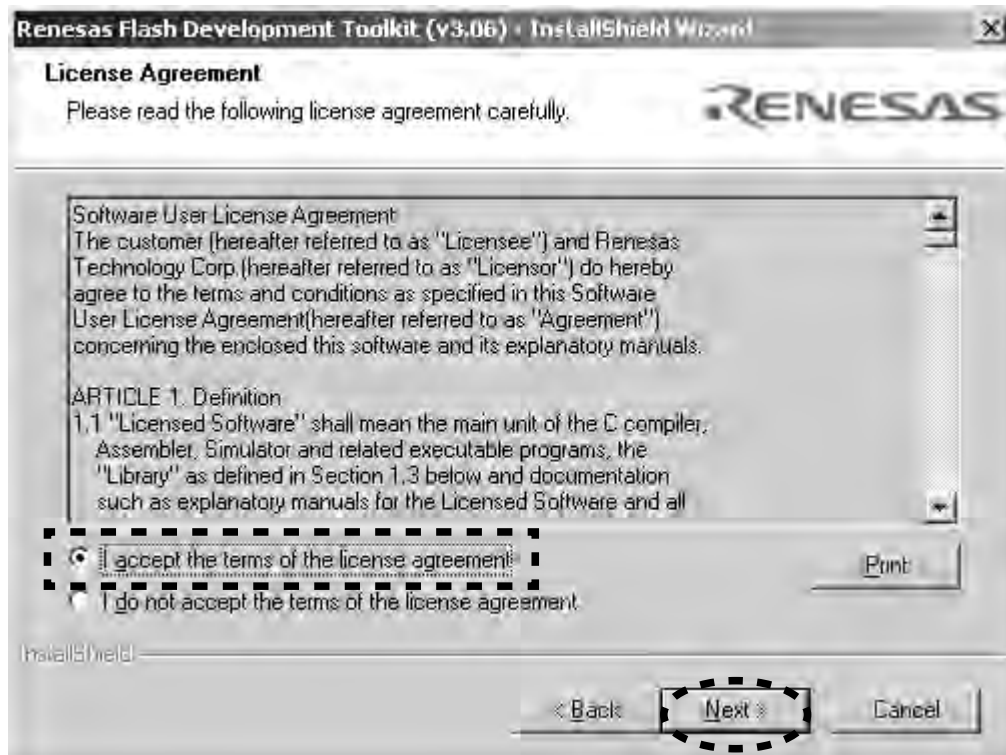 Renesas Flash Development Toolkit (v3.06) - InstallShield Wizard
License Agreement
Please read the following license agreement carefully.
RENESAS
Software User License Agreement
The customer (hereafter referred to as "Licensee") and Renesas
Technology Corp.(hereafter referred to as "Licensor") do hereby
agree to the terms and conditions as specified in this Software
User License Agreement(hereafter referred to as "Agreement")
concerning the enclosed this software and its explanatory manuals.
ARTICLE 1. Definition
1.1 "Licensed Software" shall mean the main unit of the C compiler,
Assembler, Simulator and related executable programs, the
"Library" as defined in Section 1.3 below and documentation
such as explanatory manuals for the Licensed Software and all
I accept the terms of the license agreement
Print
I do not accept the terms of the license agreement
InstallShield
< Back
Next >
Cancel